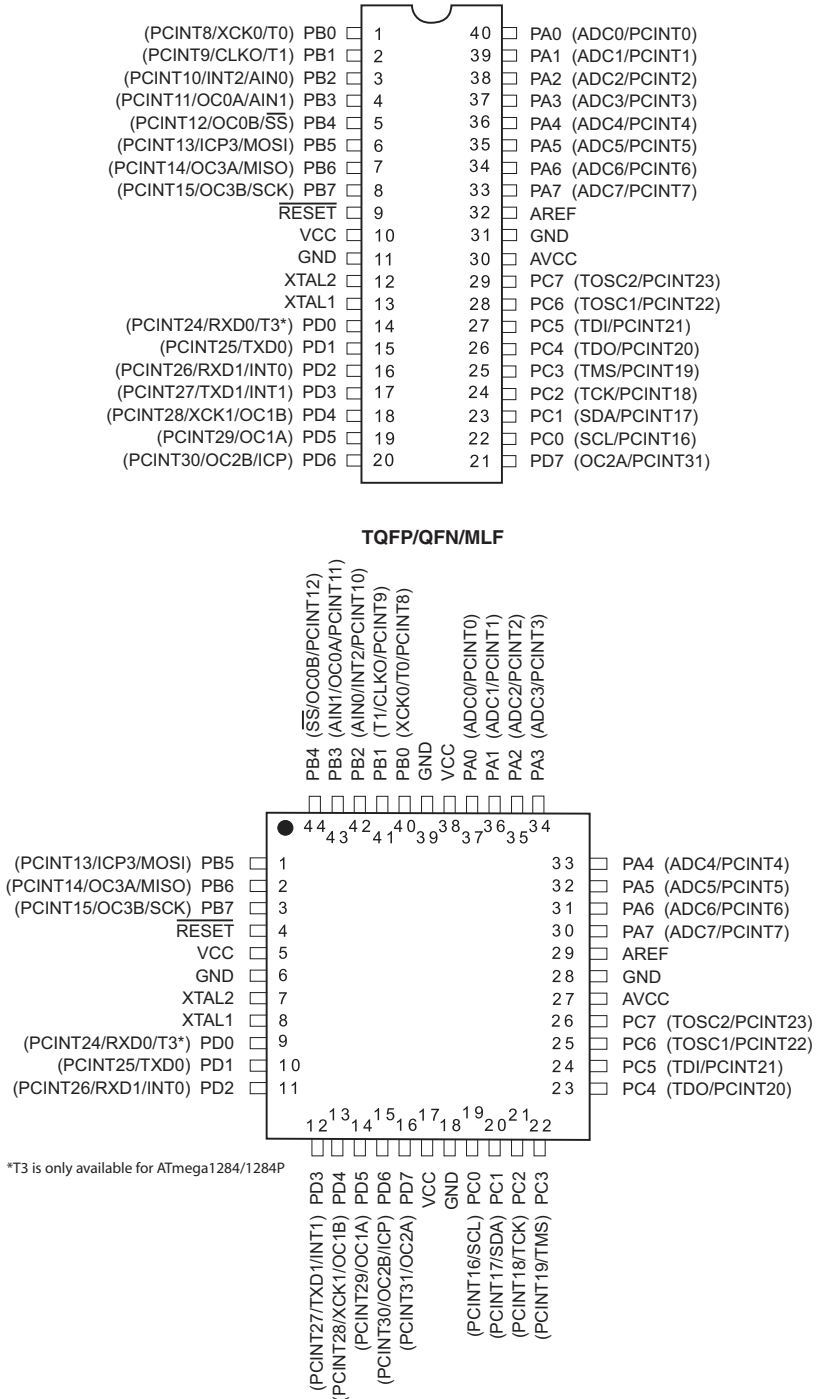 (PCINT8/XCK0/T0) PB0 1 40 PA0 (ADC0/PCINT0)
(PCINT9/CLKO/T1) PB1 2 39 PA1 (ADC1/PCINT1)
(PCINT10/INT2/AIN0) PB2 3 38 PA2 (ADC2/PCINT2)
(PCINT11/OC0A/AIN1) PB3 4 37 PA3 (ADC3/PCINT3)
(PCINT12/OC0B/SS) PB4 5 36 PA4 (ADC4/PCINT4)
(PCINT13/ICP3/MOSI) PB5 6 35 PA5 (ADC5/PCINT5)
(PCINT14/OC3A/MISO) PB6 7 34 PA6 (ADC6/PCINT6)
(PCINT15/OC3B/SCK) PB7 8 33 PA7 (ADC7/PCINT7)
RESET 9 32 AREF
VCC 10 31 GND
GND 11 30 AVCC
XTAL2 12 29 PC7 (TOSC2/PCINT23)
XTAL1 13 28 PC6 (TOSC1/PCINT22)
(PCINT24/RXD0/T3*) PD0 14 27 PC5 (TDI/PCINT21)
(PCINT25/TXD0) PD1 15 26 PC4 (TDO/PCINT20)
(PCINT26/RXD1/INT0) PD2 16 25 PC3 (TMS/PCINT19)
(PCINT27/TXD1/INT1) PD3 17 24 PC2 (TCK/PCINT18)
(PCINT28/XCK1/OC1B) PD4 18 23 PC1 (SDA/PCINT17)
(PCINT29/OC1A) PD5 19 22 PC0 (SCL/PCINT16)
(PCINT30/OC2B/ICP) PD6 20 21 PD7 (OC2A/PCINT31)
TQFP/QFN/MLF
PB4 (SS/OC0B/PCINT12)
PB3 (AIN1/OC0A/PCINT11)
PB2 (AIN0/INT2/PCINT10)
PB1 (T1/CLKO/PCINT9)
PB0 (XCK0/T0/PCINT8)
GND
VCC
PA0 (ADC0/PCINT0)
PA1 (ADC1/PCINT1)
PA2 (ADC2/PCINT2)
PA3 (ADC3/PCINT3)
44 43 42 41 40 39 38 37 36 35 34
(PCINT13/ICP3/MOSI) PB5 1 33 PA4 (ADC4/PCINT4)
(PCINT14/OC3A/MISO) PB6 2 32 PA5 (ADC5/PCINT5)
(PCINT15/OC3B/SCK) PB7 3 31 PA6 (ADC6/PCINT6)
RESET 4 30 PA7 (ADC7/PCINT7)
VCC 5 29 AREF
GND 6 28 GND
XTAL2 7 27 AVCC
XTAL1 8 26 PC7 (TOSC2/PCINT23)
(PCINT24/RXD0/T3*) PD0 9 25 PC6 (TOSC1/PCINT22)
(PCINT25/TXD0) PD1 10 24 PC5 (TDI/PCINT21)
(PCINT26/RXD1/INT0) PD2 11 23 PC4 (TDO/PCINT20)
12 13 14 15 16 17 18 19 20 21 22
*T3 is only available for ATmega1284/1284P
(PCINT27/TXD1/INT1) PD3
(PCINT28/XCK1/OC1B) PD4
(PCINT29/OC1A) PD5
(PCINT30/OC2B/ICP) PD6
(PCINT31/OC2A) PD7
VCC
GND
(PCINT16/SCL) PC0
(PCINT17/SDA) PC1
(PCINT18/TCK) PC2
(PCINT19/TMS) PC3